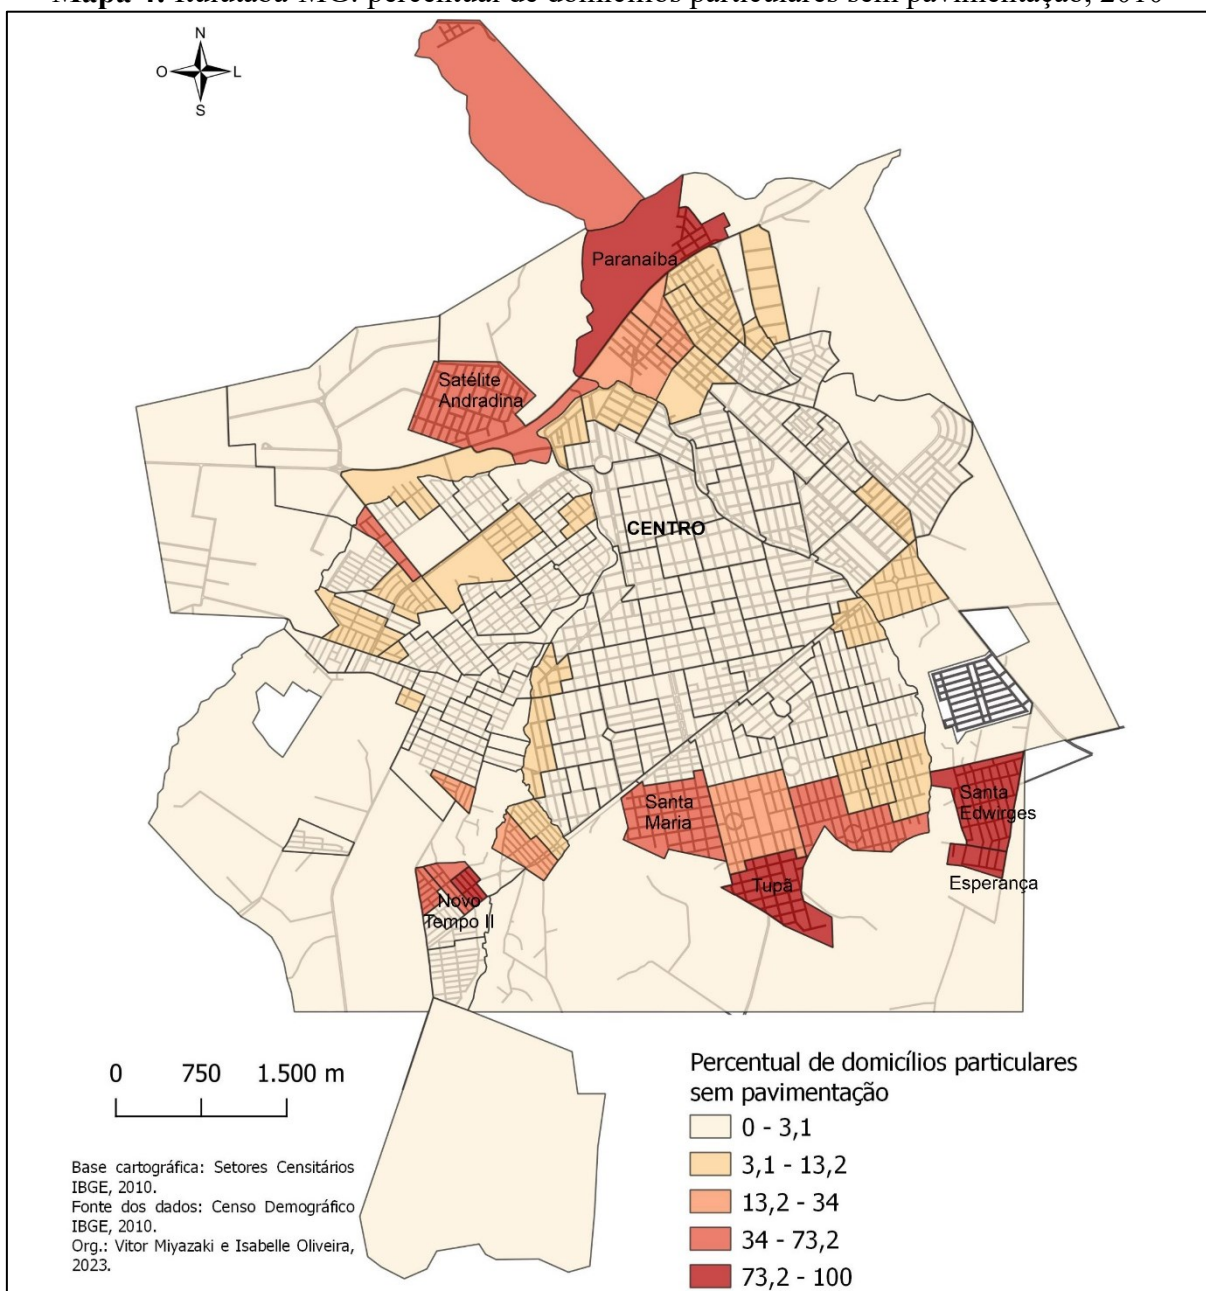 Mapa 4. Ituiutaba-MG: percentual de domicílios particulares sem pavimentação, 2010
N
O
L
S
Paranaíba
Satélite
Andradina
CENTRO
Santa
Maria
Santa
Edwirges
Tupã
Esperança
Novo
Tempo II
0 750 1.500 m
Percentual de domicílios particulares
sem pavimentação
0 - 3,1
3,1 - 13,2
13,2 - 34
34 - 73,2
73,2 - 100
Base cartográfica: Setores Censitários
IBGE, 2010.
Fonte dos dados: Censo Demográfico
IBGE, 2010.
Org.: Vitor Miyazaki e Isabelle Oliveira,
2023.